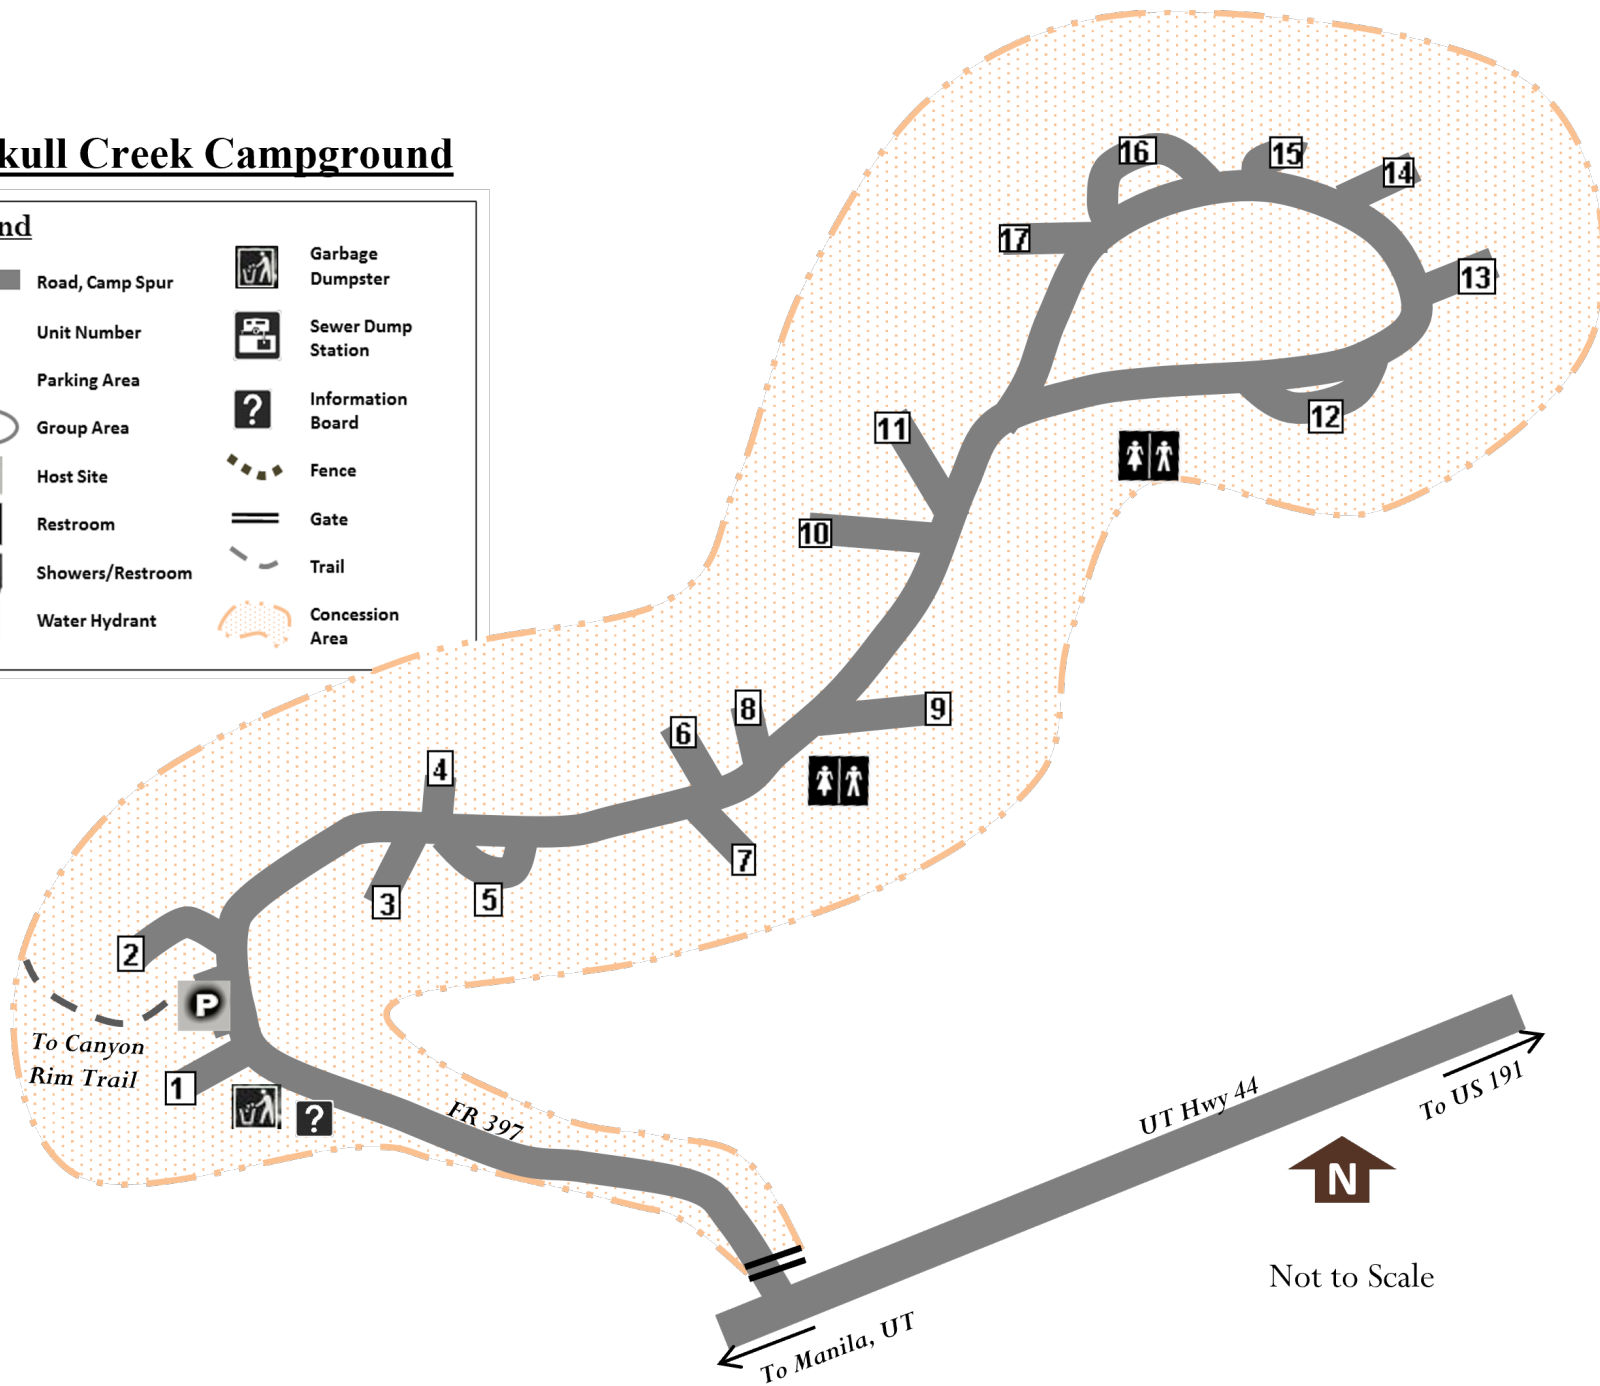 kull Creek Campground
nd
Road, Camp Spur
Unit Number
Parking Area
Group Area
Host Site
Restroom
Showers/Restroom
Water Hydrant
Garbage
Dumpster
Sewer Dump
Station
?
Information
Board
Fence
Gate
Trail
Concession
Area
16
15
14
17
13
12
11
10
9
8
6
7
4
3
5
2
P
To Canyon
Rim Trail
1
?
FR 397
UT Hwy 44
To US 191
N
Not to Scale
To Manila, UT